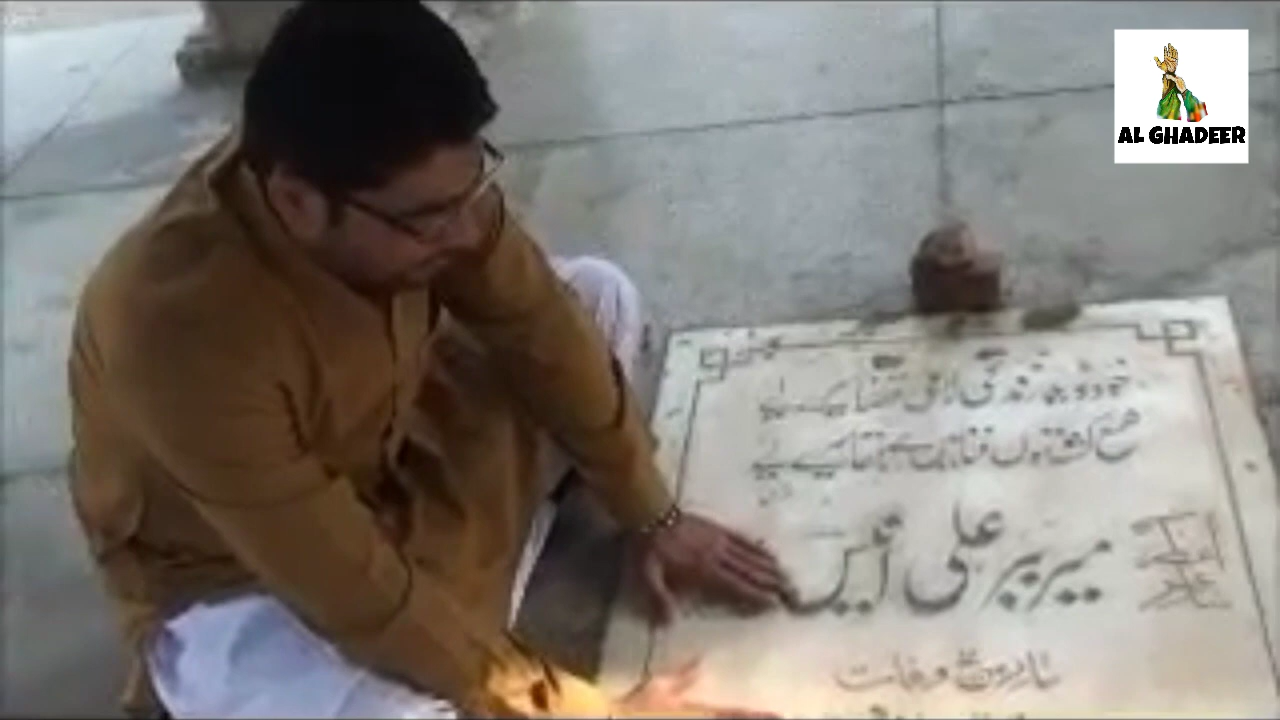 AL GHADEER
خود نویدِ زندگی لائی قضا میرے لیے
شمع کشتہ ہوں فنا میں ہے بقا میرے لیے
میر ببر علی انیس
تاریخ وفات